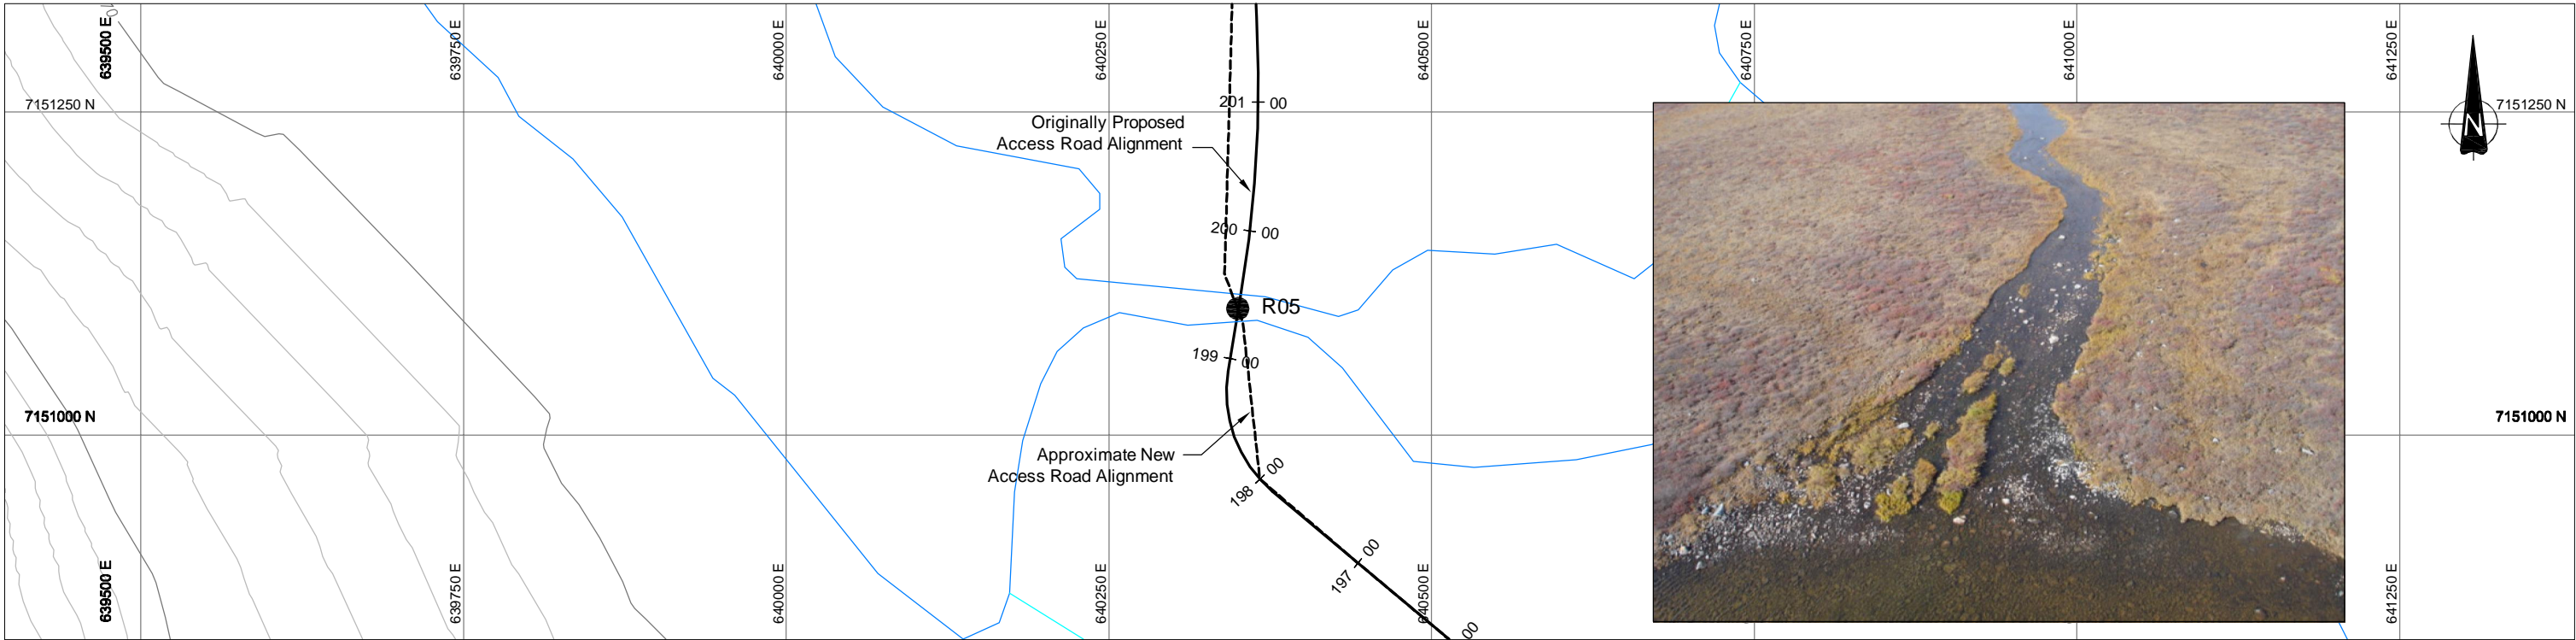 10
639500 E
639750 E
640000 E
640250 E
640500 E
640750 E
641000 E
641250 E
7151250 N
7151250 N
N
201 00
Originally Proposed
Access Road Alignment
200 00
R05
199 00
7151000 N
7151000 N
Approximate New
Access Road Alignment
198 00
197 00
00
639500 E
639750 E
640000 E
640250 E
640500 E
641250 E